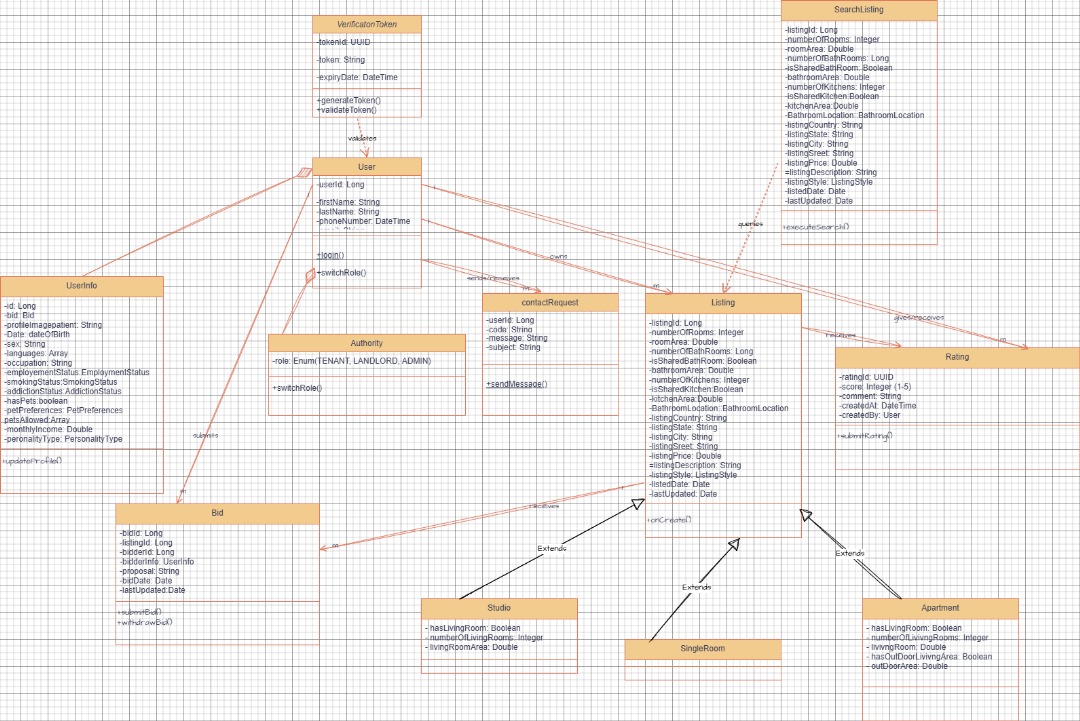 VerificatonToken
-tokenId: UUID
-token: String
-expiryDate: DateTime
+generateToken()
+validateToken()
validates
SearchListing
-listingId: Long
-numberOfRooms: Integer
-roomArea: Double
-numberOfBathRooms: Long
-isSharedBathRoom: Boolean
-bathroomArea: Double
-numberOfKitchens: Integer
-isSharedKitchen:Boolean
-kitchenArea:Double
-BathroomLocation: BathroomLocation
-listingCountry: String
-listingState: String
-listingCity: String
-listingSreet: String
-listingPrice: Double
=listingDescription: String
-listingStyle: ListingStyle
-listedDate: Date
-lastUpdated: Date
+executeSearch()
queries
User
-userId: Long
-firstName: String
-lastName: String
-phoneNumber: DateTime
+login()
+switchRole()
owns
sends/receives
m
m
gives/receives
m
receives
UserInfo
-id: Long
-bid: Bid
-profileImagepatient: String
-Date: dateOfBirth
-sex: String
-languages: Array
-occupation: String
-employementStatus: EmploymentStatus
-smokingStatus:SmokingStatus
-addictionStatus:AddictionStatus
-hasPets:boolean
-petPreferences: PetPreferences
petsAllowed:Array
-monthlyIncome: Double
-peronalityType: PersonalityType
+updateProfile()
Authority
-role: Enum(TENANT, LANDLORD, ADMIN)
+switchRole()
submits
m
contactRequest
-userId: Long
-code: String
-message: String
-subject: String
+sendMessage()
Listing
-listingId: Long
-numberOfRooms: Integer
-roomArea: Double
-numberOfBathRooms: Long
-isSharedBathRoom: Boolean
-bathroomArea: Double
-numberOfKitchens: Integer
-isSharedKitchen:Boolean
-kitchenArea:Double
-BathroomLocation: BathroomLocation
-listingCountry: String
-listingState: String
-listingCity: String
-listingSreet: String
-listingPrice: Double
=listingDescription: String
-listingStyle: ListingStyle
-listedDate: Date
-lastUpdated: Date
+onCreate()
Rating
-ratingId: UUID
-score: Integer (1-5)
-comment: String
-createdAt: DateTime
-createdBy: User
+submitRating()
receives
m
Bid
-bidId: Long
-listingId: Long
-bidderId: Long
-bidderInfo: UserInfo
-proposal: String
-bidDate: Date
-lastUpdated:Date
+submitBid()
+withdrawBid()
Extends
Extends
Extends
Studio
- hasLivingRoom: Boolean
- numberOfLivingRooms: Integer
- livingRoomArea: Double
SingleRoom
Apartment
- hasLivingRoom: Boolean
- numberOfLivivngRooms: Integer
- livivngRoom: Double
- hasOutDoorLivivngArea: Boolean
- outDoorArea: Double